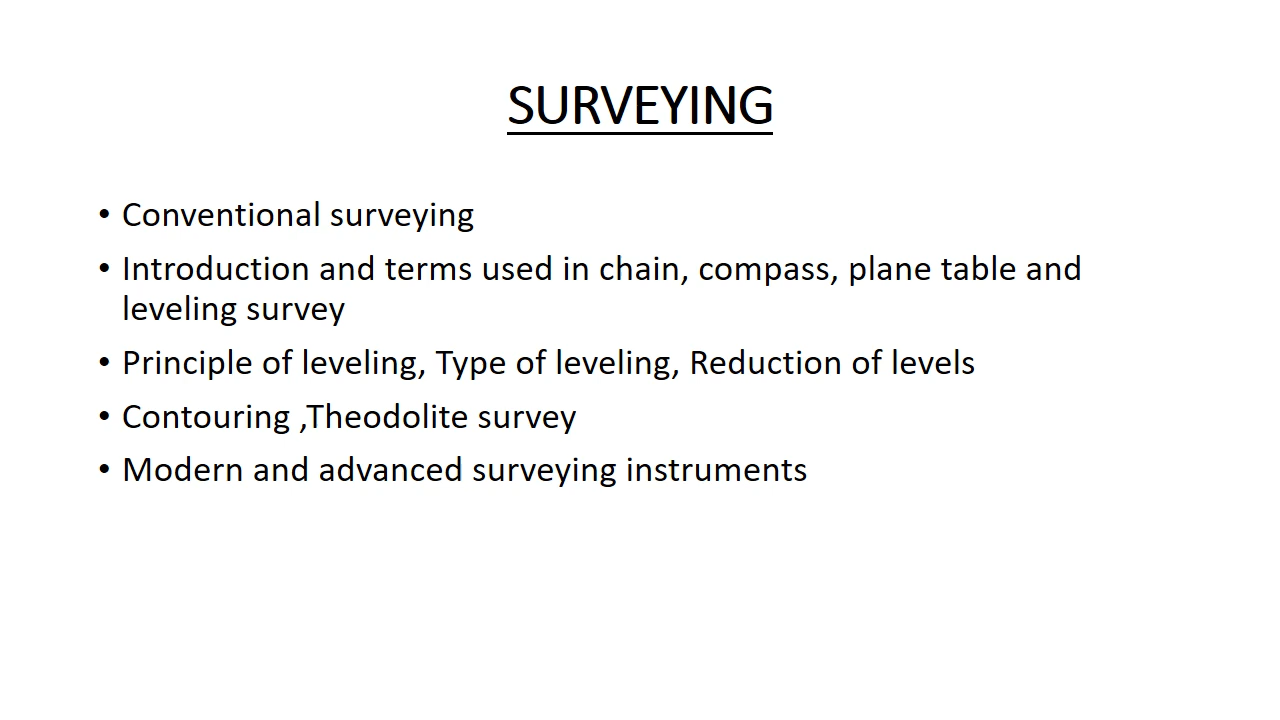 SURVEYING
• Conventional surveying
• Introduction and terms used in chain, compass, plane table and
leveling survey
• Principle of leveling, Type of leveling, Reduction of levels
• Contouring ,Theodolite survey
• Modern and advanced surveying instruments